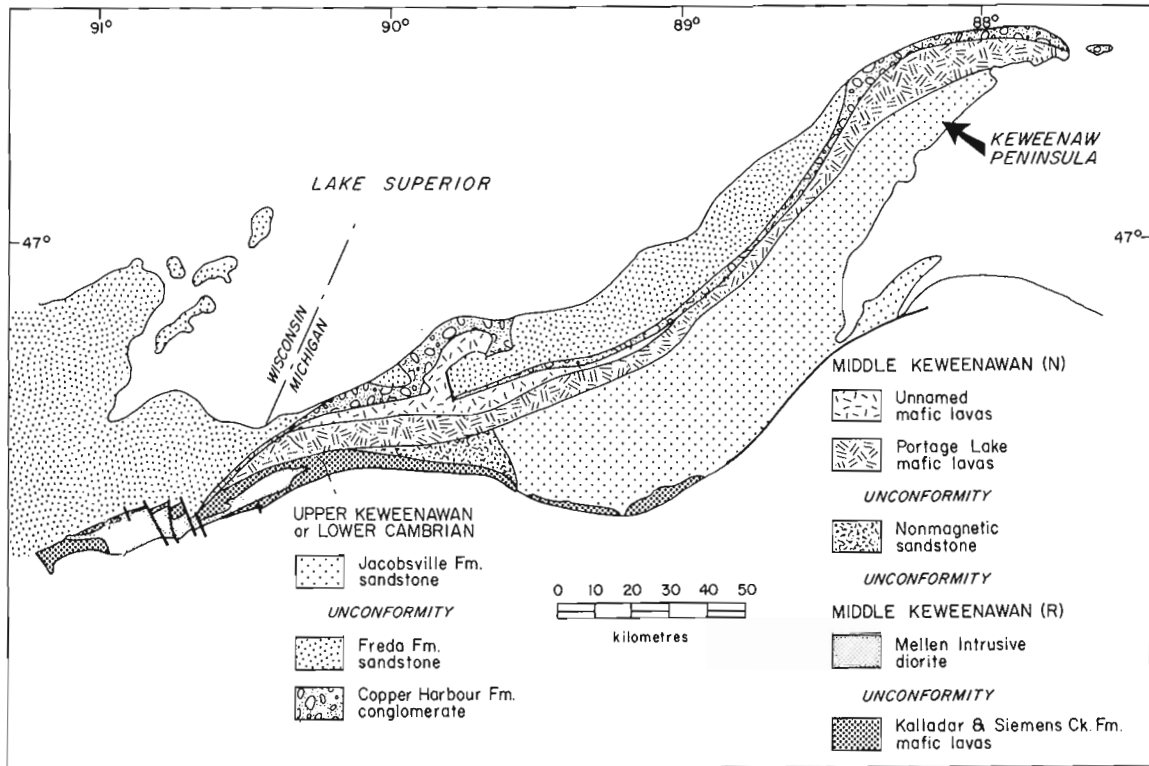 91°
90°
89°
88°
KEWEENAW
PENINSULA
LAKE SUPERIOR
47°
47°
WISCONSIN
MICHIGAN
MIDDLE KEWEENAWAN (N)
Unnamed
mafic lavas
Portage Lake
mafic lavas
UNCONFORMITY
Nonmagnetic
sandstone
UNCONFORMITY
MIDDLE KEWEENAWAN (R)
Mellen Intrusive
diorite
UNCONFORMITY
Kalladar & Siemens Ck. Fm.
mafic lavas
UPPER KEWEENAWAN
or LOWER CAMBRIAN
Jacobsville Fm.
sandstone
UNCONFORMITY
Freda Fm.
sandstone
Copper Harbour Fm.
conglomerate
0 10 20 30 40 50
kilometres